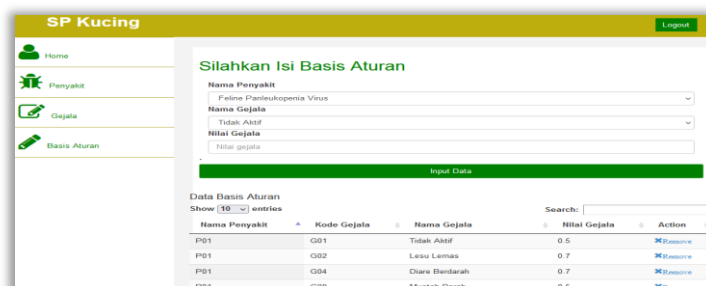 SP Kucing
Logout
Home
Penyakit
Gejala
Basis Aturan
Silahkan Isi Basis Aturan
Nama Penyakit
Feline Panleukopenia Virus
Nama Gejala
Tidak Aktif
Nilai Gejala
Nilai gejala
Input Data
Data Basis Aturan
Show 10 entries Search:
Nama Penyakit Kode Gejala Nama Gejala Nilai Gejala Action
P01 G01 Tidak Aktif 0.5 Remove
P01 G02 Lesu Lemas 0.7 Remove
P01 G04 Diare Berdarah 0.7 Remove